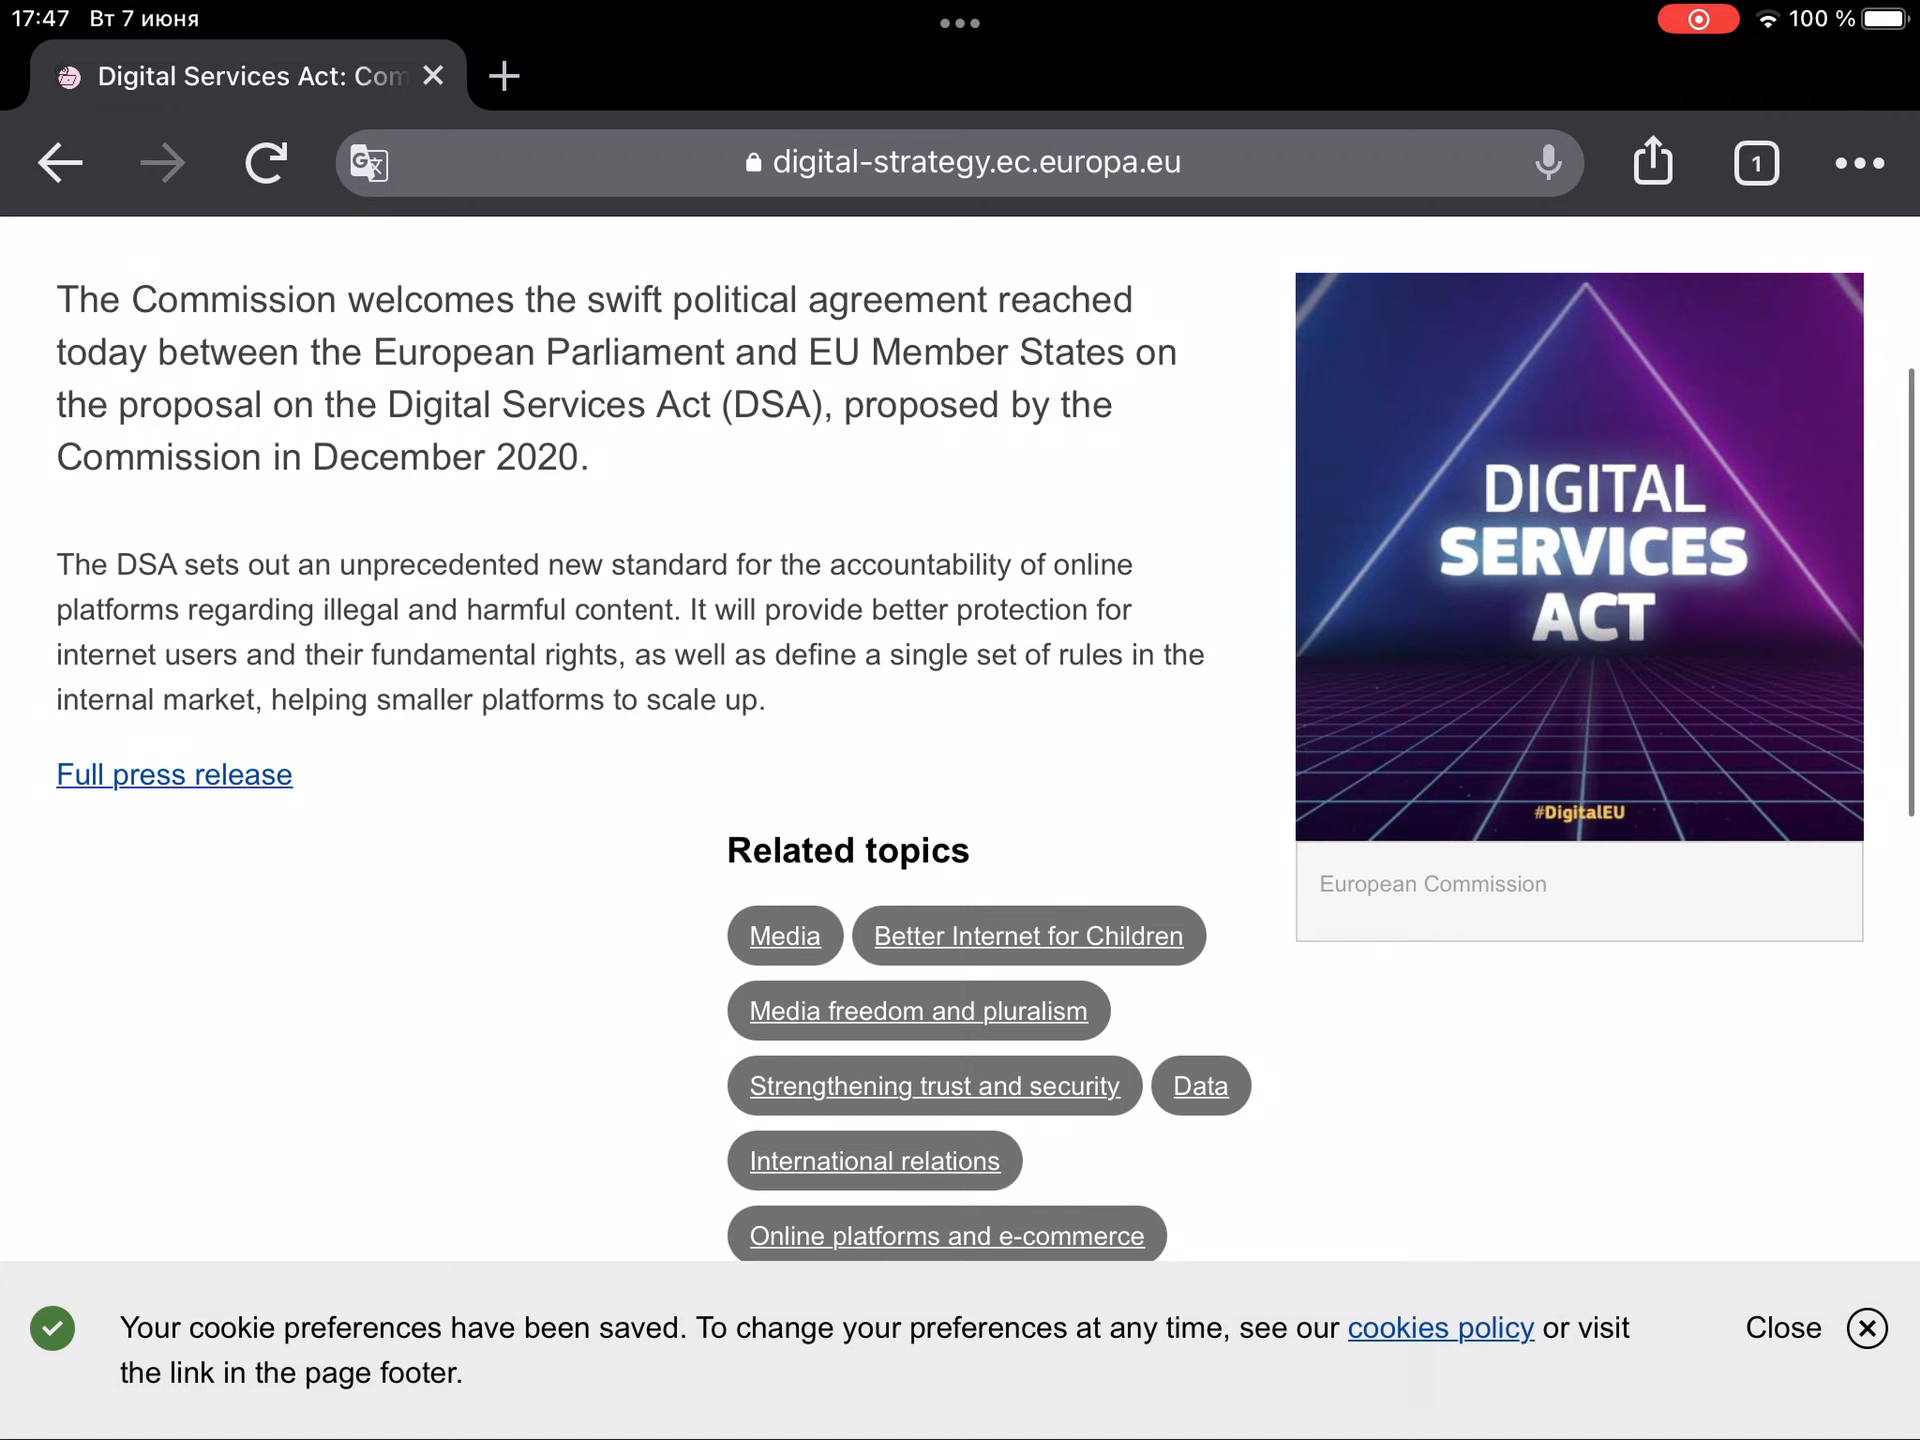 17:47 Вт 7 июня
100 %
Digital Services Act: Com
digital-strategy.ec.europa.eu
1
The Commission welcomes the swift political agreement reached
today between the European Parliament and EU Member States on
the proposal on the Digital Services Act (DSA), proposed by the
Commission in December 2020.
The DSA sets out an unprecedented new standard for the accountability of online
platforms regarding illegal and harmful content. It will provide better protection for
internet users and their fundamental rights, as well as define a single set of rules in the
internal market, helping smaller platforms to scale up.
Full press release
DIGITAL
SERVICES
ACT
#DigitalEU
European Commission
Related topics
Media Better Internet for Children
Media freedom and pluralism
Strengthening trust and security Data
International relations
Online platforms and e-commerce
Your cookie preferences have been saved. To change your preferences at any time, see our cookies policy or visit
the link in the page footer.
Close